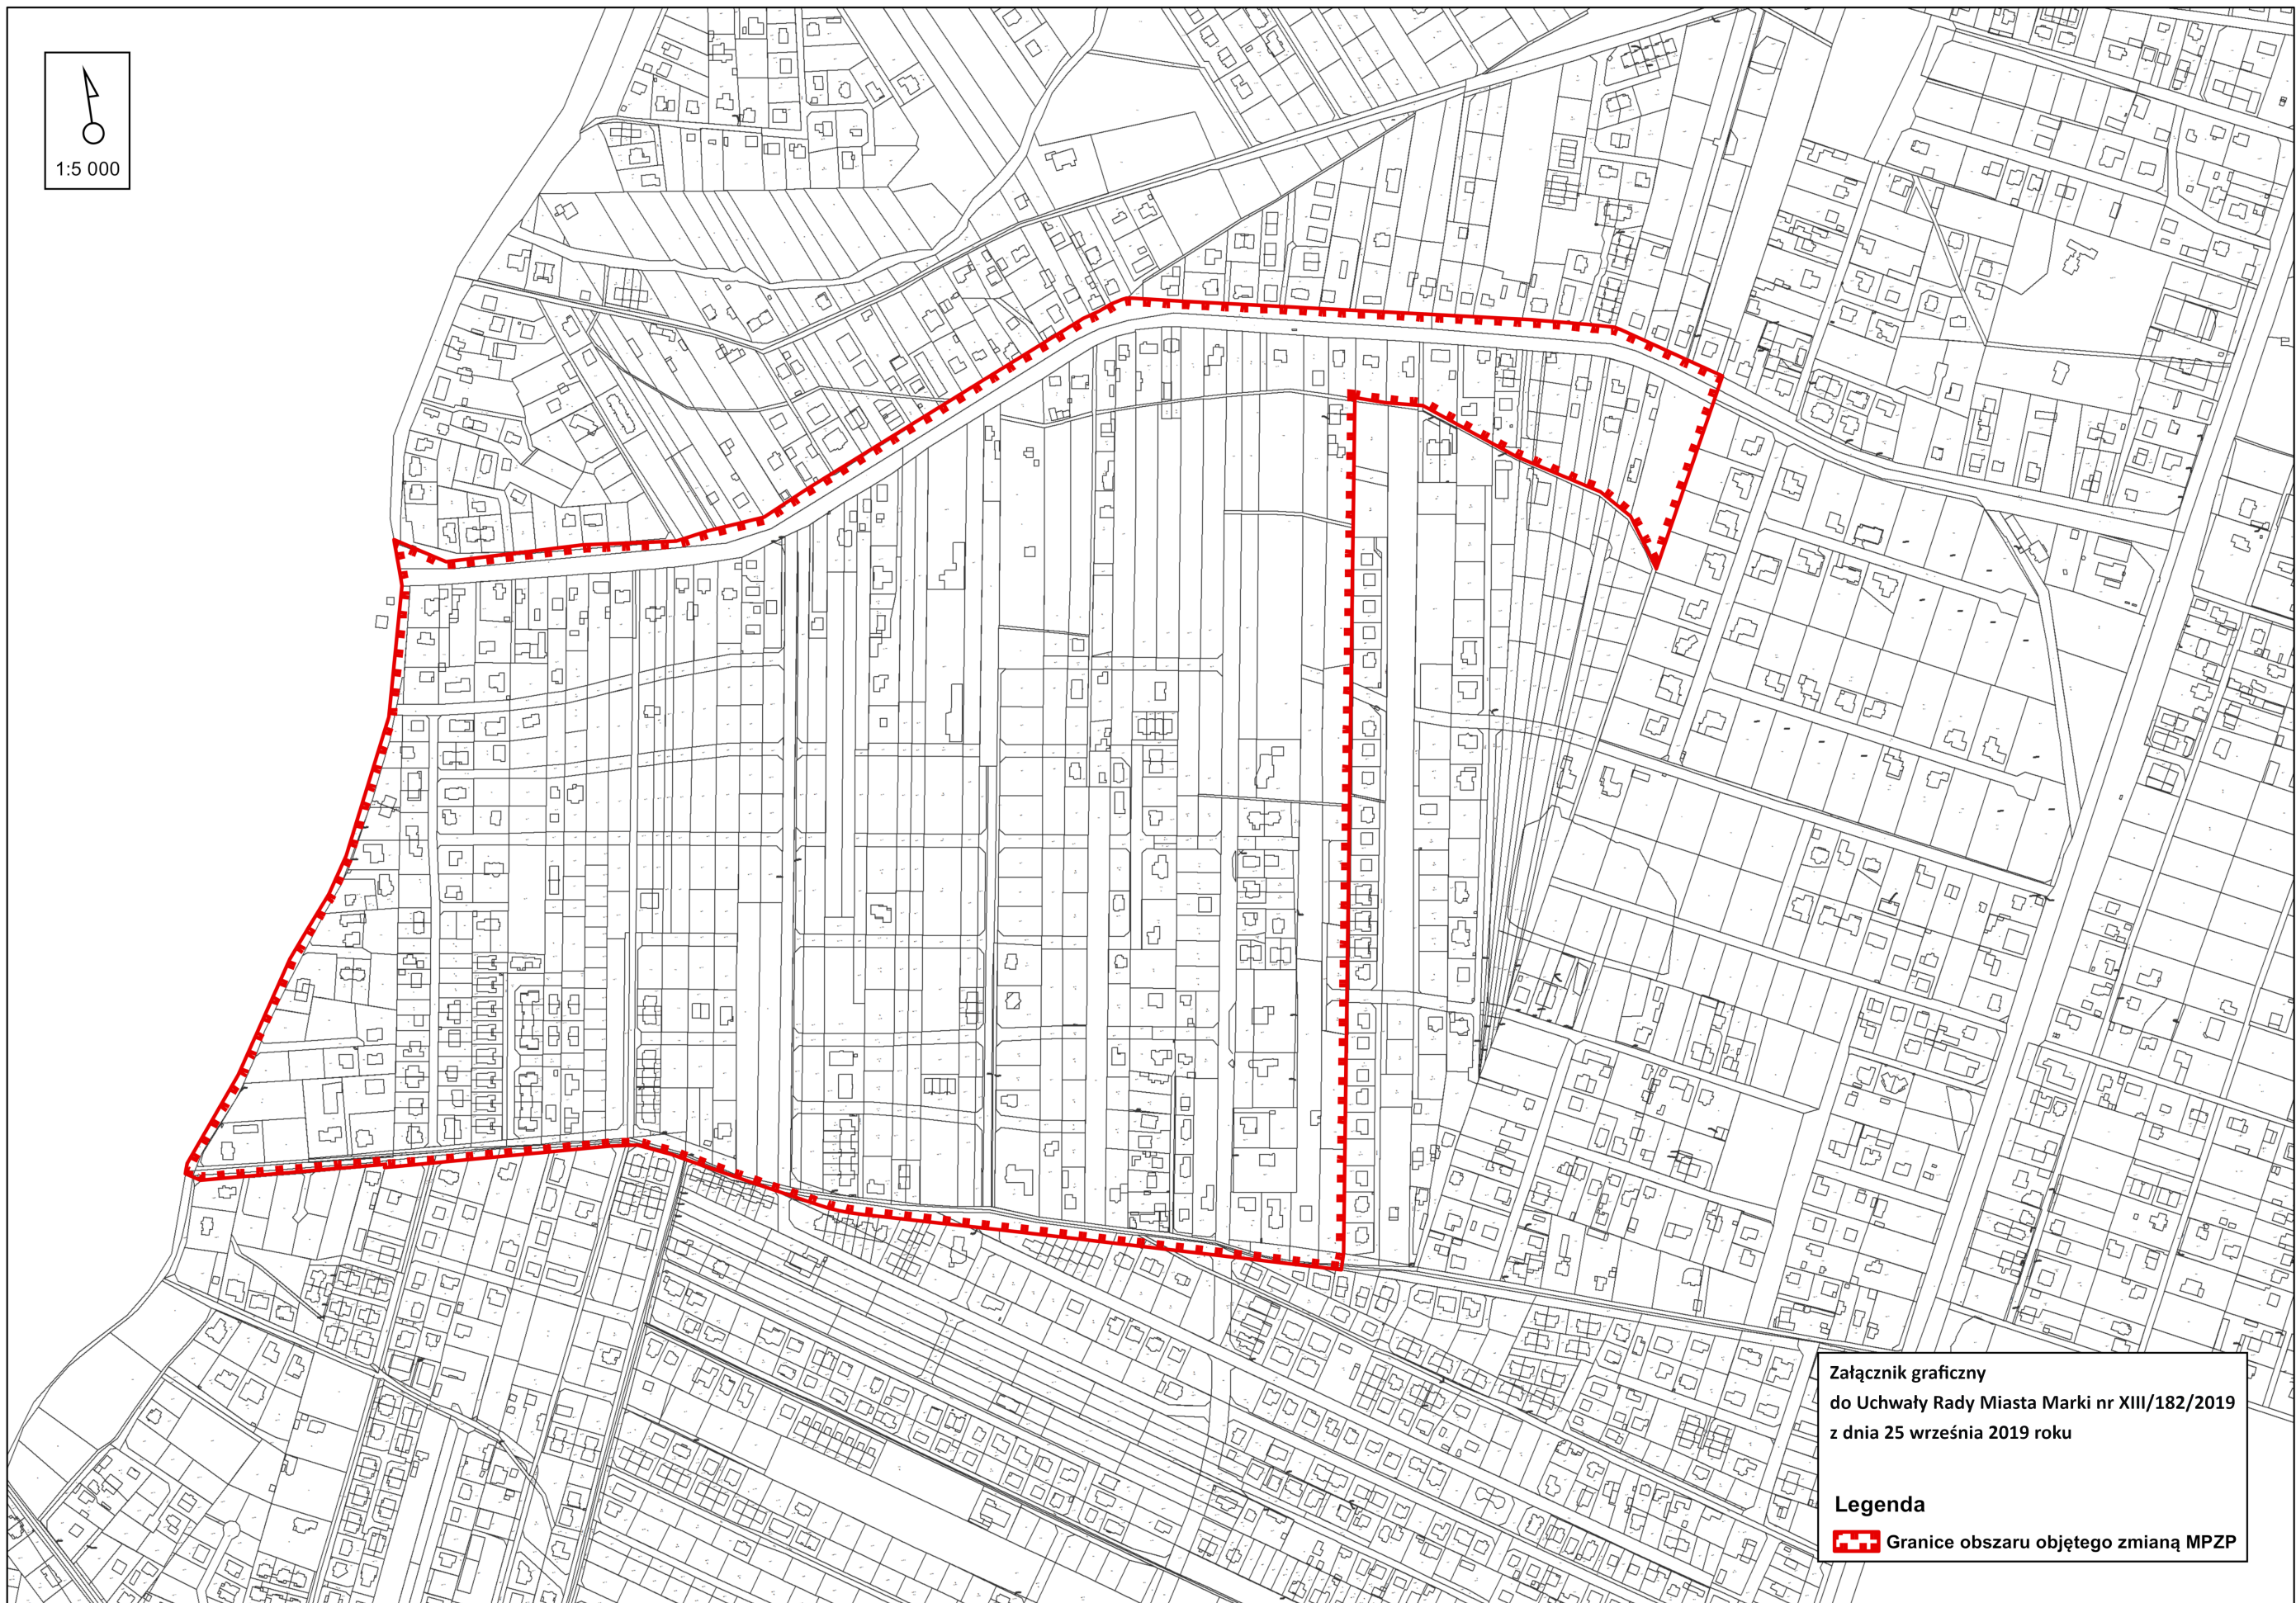 1:5 000
Załącznik graficzny
do Uchwały Rady Miasta Marki nr XIII/182/2019
z dnia 25 września 2019 roku
Legenda
Granice obszaru objętego zmianą MPZP